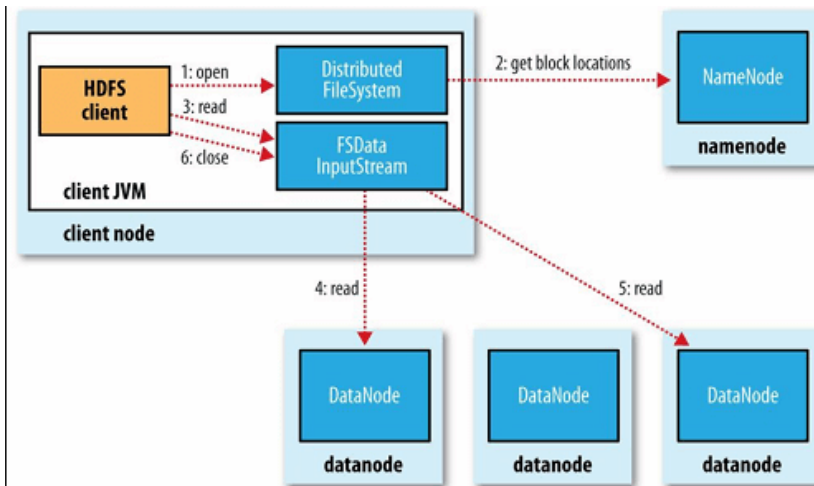 HDFS
client
1: open
3: read
6: close
Distributed
FileSystem
FSData
InputStream
client JVM
client node
2: get block locations
NameNode
namenode
4: read
5: read
DataNode
datanode
DataNode
datanode
DataNode
datanode